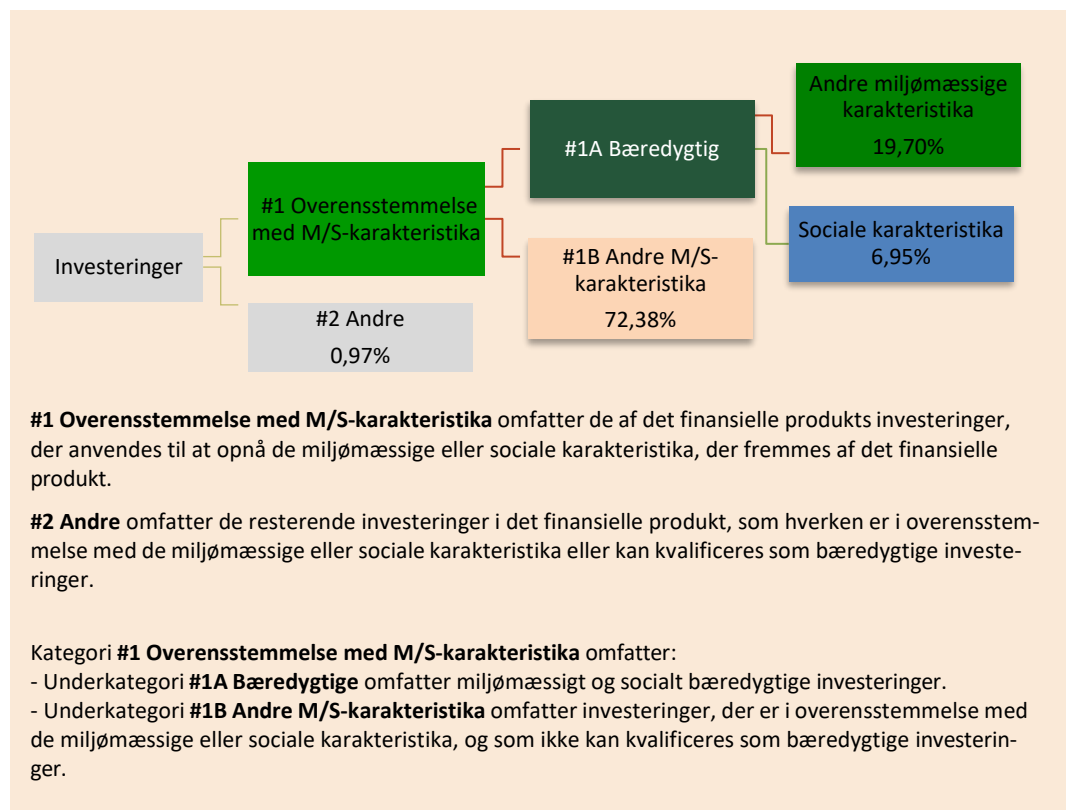 Andre miljømæssige
karakteristika
19,70%
#1A Bæredygtig
#1 Overensstemmelse
med M/S-karakteristika
Sociale karakteristika
6,95%
Investeringer
#1B Andre M/S-
karakteristika
72,38%
#2 Andre
0,97%
#1 Overensstemmelse med M/S-karakteristika omfatter de af det finansielle produkts investeringer,
der anvendes til at opnå de miljømæssige eller sociale karakteristika, der fremmes af det finansielle
produkt.
#2 Andre omfatter de resterende investeringer i det finansielle produkt, som hverken er i overensstem-
melse med de miljømæssige eller sociale karakteristika eller kan kvalificeres som bæredygtige investe-
ringer.
Kategori #1 Overensstemmelse med M/S-karakteristika omfatter:
- Underkategori #1A Bæredygtige omfatter miljømæssigt og socialt bæredygtige investeringer.
- Underkategori #1B Andre M/S-karakteristika omfatter investeringer, der er i overensstemmelse med
de miljømæssige eller sociale karakteristika, og som ikke kan kvalificeres som bæredygtige investerin-
ger.